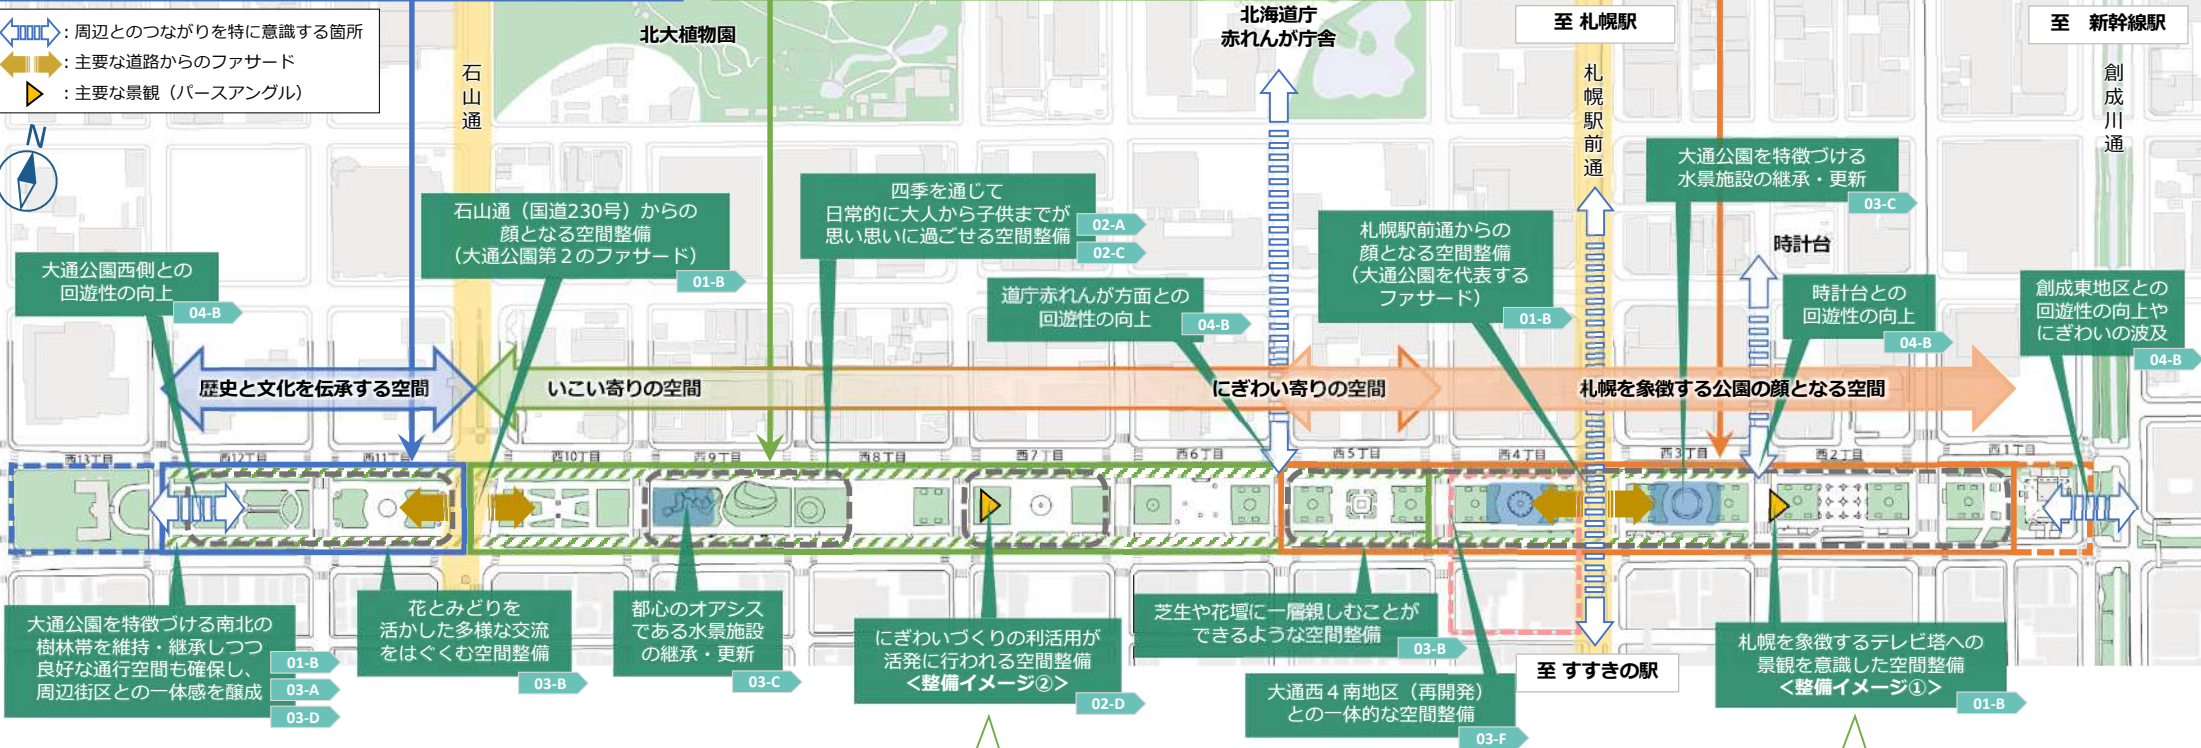 ：周辺とのつながりを特に意識する箇所
：主要な道路からのファサード
：主要な景観（パースアングル）
N
北大植物園
北海道庁
赤れんが庁舎
至 札幌駅
至　新幹線駅
石山通
札幌駅前通
創成川通
時計台
大通公園を特徴づける
水景施設の継承・更新
03-C
四季を通じて
日常的に大人から子供までが
思い思いに過ごせる空間整備
02-A
02-C
石山通（国道230号）からの
顔となる空間整備
（大通公園第２のファサード）
01-B
札幌駅前通からの
顔となる空間整備
（大通公園を代表する
ファサード）
01-B
大通公園西側との
回遊性の向上
04-B
道庁赤れんが方面との
回遊性の向上
04-B
時計台との
回遊性の向上
04-B
創成東地区との
回遊性の向上や
にぎわいの波及
04-B
歴史と文化を伝承する空間
いこい寄りの空間
にぎわい寄りの空間
札幌を象徴する公園の顔となる空間
西13丁目
西12丁目
西11丁目
西10丁目
西9丁目
西8丁目
西7丁目
西6丁目
西5丁目
西4丁目
西3丁目
西2丁目
西1丁目
大通公園を特徴づける南北の
樹林帯を維持・継承しつつ
良好な通行空間も確保し、
周辺街区との一体感を醸成
01-B
03-A
03-D
花とみどりを
活かした多様な交流
をはぐくむ空間整備
03-B
都心のオアシス
である水景施設
の継承・更新
03-C
にぎわいづくりの利活用が
活発に行われる空間整備
＜整備イメージ②＞
02-D
芝生や花壇に一層親しむことが
できるような空間整備
03-B
大通西４南地区（再開発）
との一体的な空間整備
03-F
至 すすきの駅
札幌を象徴するテレビ塔への
景観を意識した空間整備
＜整備イメージ①＞
01-B